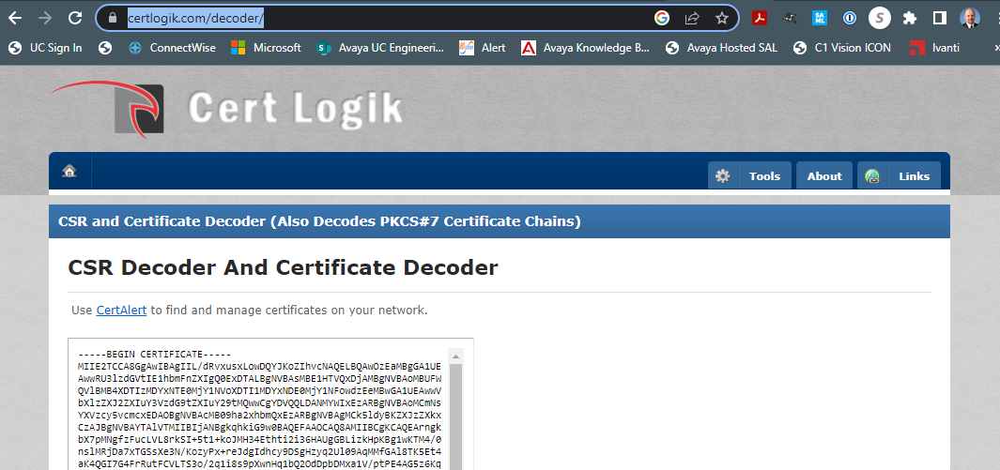 certlogik.com/decoder/
UC Sign In ConnectWise Microsoft Avaya UC Engineeri... Alert Avaya Knowledge B... Avaya Hosted SAL C1 Vision ICON Ivanti
Cert Logik
Tools About Links
CSR and Certificate Decoder (Also Decodes PKCS#7 Certificate Chains)
CSR Decoder And Certificate Decoder
Use CertAlert to find and manage certificates on your network.
-----BEGIN CERTIFICATE-----
MIIE2TCCA8GgAwIBAgIIL/dRvxusxLowDQYJKoZIhvcNAQELBQAwOzEaMBgGA1UE
AwwRU3lzdGVtIE1hbmFnZXIgQ0ExDTALBgNVBAsMBE1HTVQxDjAMBgNVBAoMBUFW
QVlBMB4XDTIzMDYxNTE0MjY1NVoXDTI1MDYxNDE0MjY1NFowdzEeMBwGA1UEAwwV
bXlzZXJ2ZXIuY3VzdG9tZXIuY29tMQwwCgYDVQQLDANMYWIxEzARBgNVBAoMCmNs
YXVzcy5vcmcxEDAOBgNVBAcMB09ha2xhbmQxEzARBgNVBAgMCk5ldyBKZXJzZXkx
CzAJBgNVBAYTAlVTMIIBIjANBgkqhkiG9w0BAQEFAAOCAQ8AMIIBCgKCAQEArngk
bX7pMNgfzFucLVL8rkSI+5t1+koJMH34Ethti2i36HAUgGBLizkHpKBg1wKTM4/0
nslMRjDa7xTGSsXe3N/KozyPx+reJdgIdhcy9DSgHzyq2Ul09AqMMfGAl8TK5Et4
aK4QGI7G4FrRutFCVLTS3o/2q1i8s9pXwnHq1bQ2OdDpbDMxa1V/ptPE4AG5z6Kq